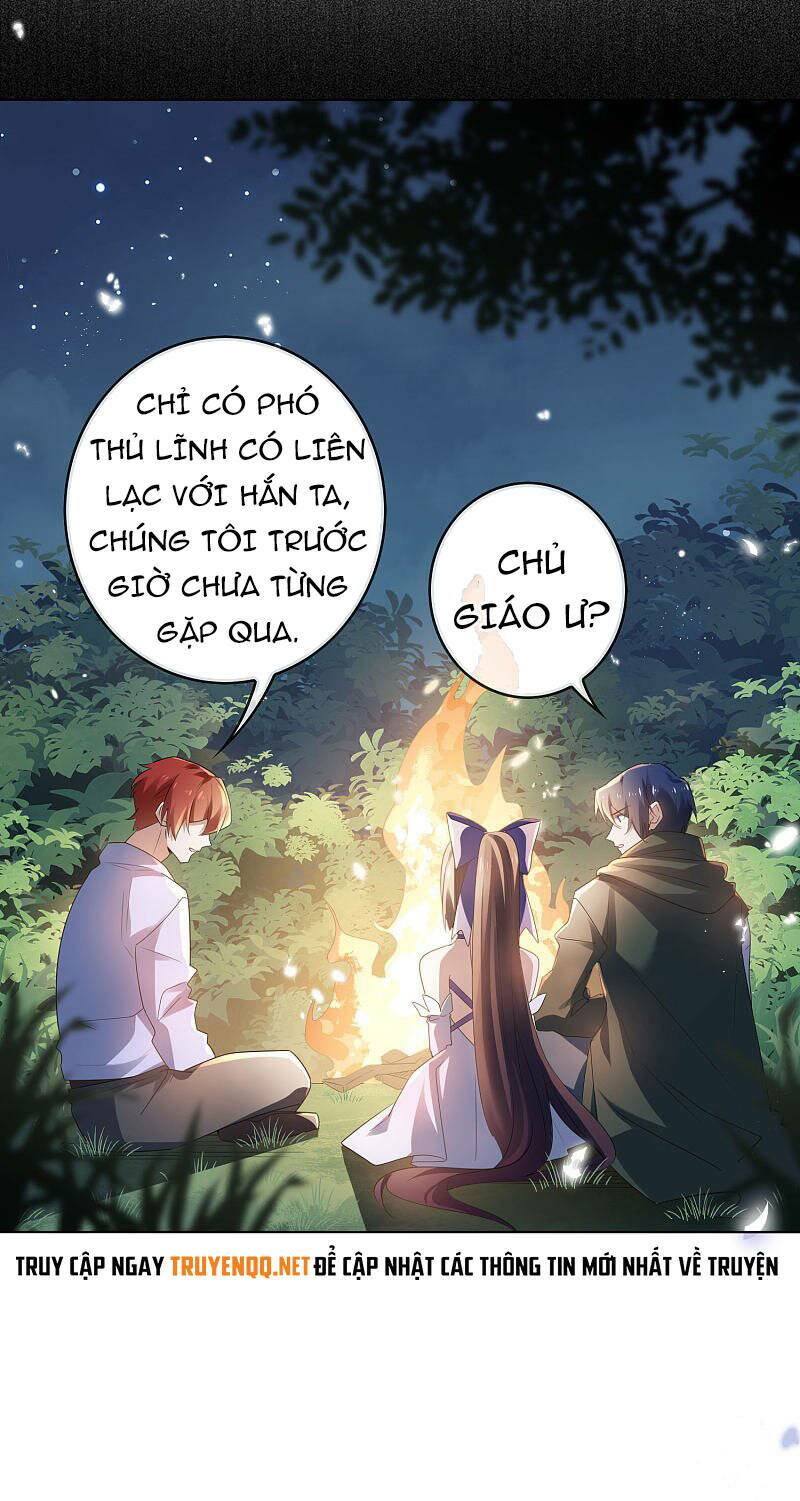 CHỈ CÓ PHÓ
THỦ LĨNH CÓ LIÊN
LẠC VỚI HẮN TA,
CHÚNG TÔI TRƯỚC
GIỜ CHƯA TỪNG
GẶP QUA.
CHỦ
GIÁO Ư?
TRUY CẬP NGAY TRUYENQQ.NET ĐỂ CẬP NHẬT CÁC THÔNG TIN MỚI NHẤT VỀ TRUYỆN